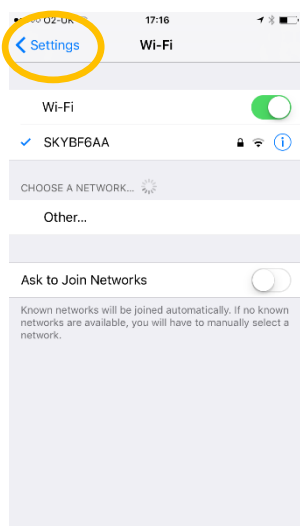 O2-UK 17:16
Settings Wi-Fi
Wi-Fi
SKYBF6AA
CHOOSE A NETWORK...
Other...
Ask to Join Networks
Known networks will be joined automatically. If no known
networks are available, you will have to manually select a
network.